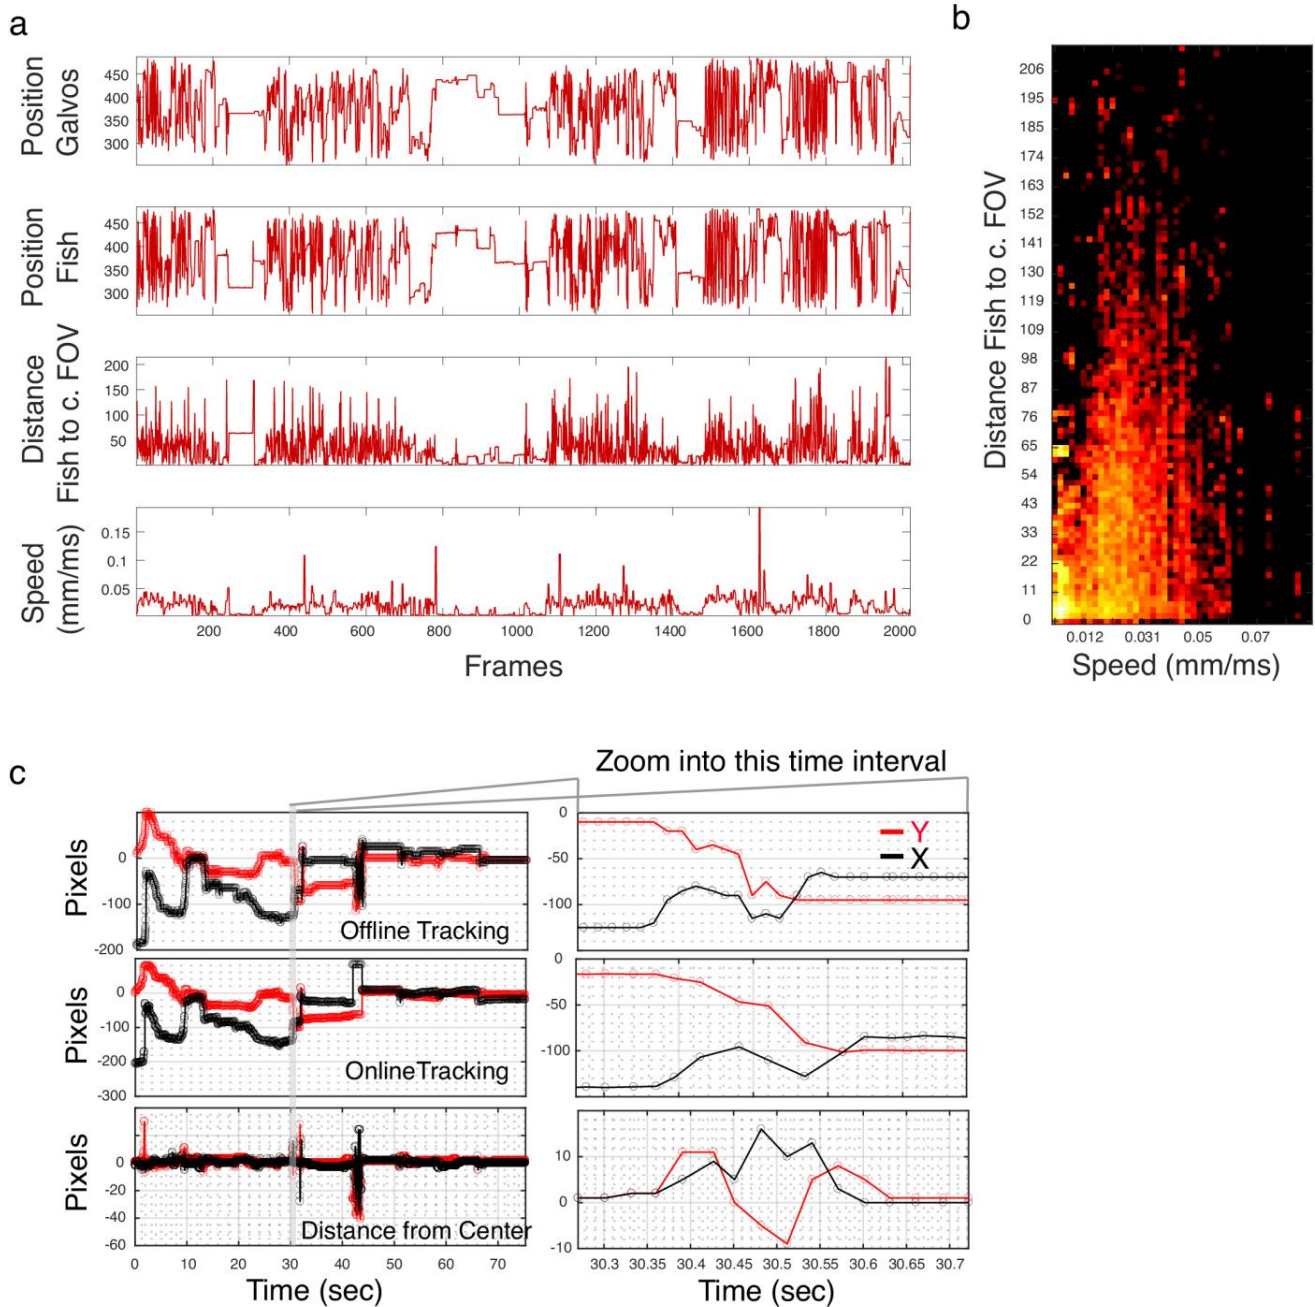 a
Position
Galvos
450
400
350
300
Position
Fish
450
400
350
300
Distance
Fish to c. FOV
200
150
100
50
Speed
(mm/ms)
0.15
0.1
0.05
200 400 600 800 1000 1200 1400 1600 1800 2000
Frames
b
Distance Fish to c. FOV
206
195
185
174
163
152
141
130
119
109
98
87
76
65
54
43
33
22
11
0
0.012 0.031 0.05 0.07
Speed (mm/ms)
c
Zoom into this time interval
Pixels
0
-100
-200
Offline Tracking
0
-50
-100
Y
X
Pixels
0
-100
-200
-300
OnlineTracking
0
-50
-100
Pixels
0
-20
-40
-60
Distance from Center
0 10 20 30 40 50 60 70
Time (sec)
10
0
-10
30.3 30.35 30.4 30.45 30.5 30.55 30.6 30.65 30.7
Time (sec)